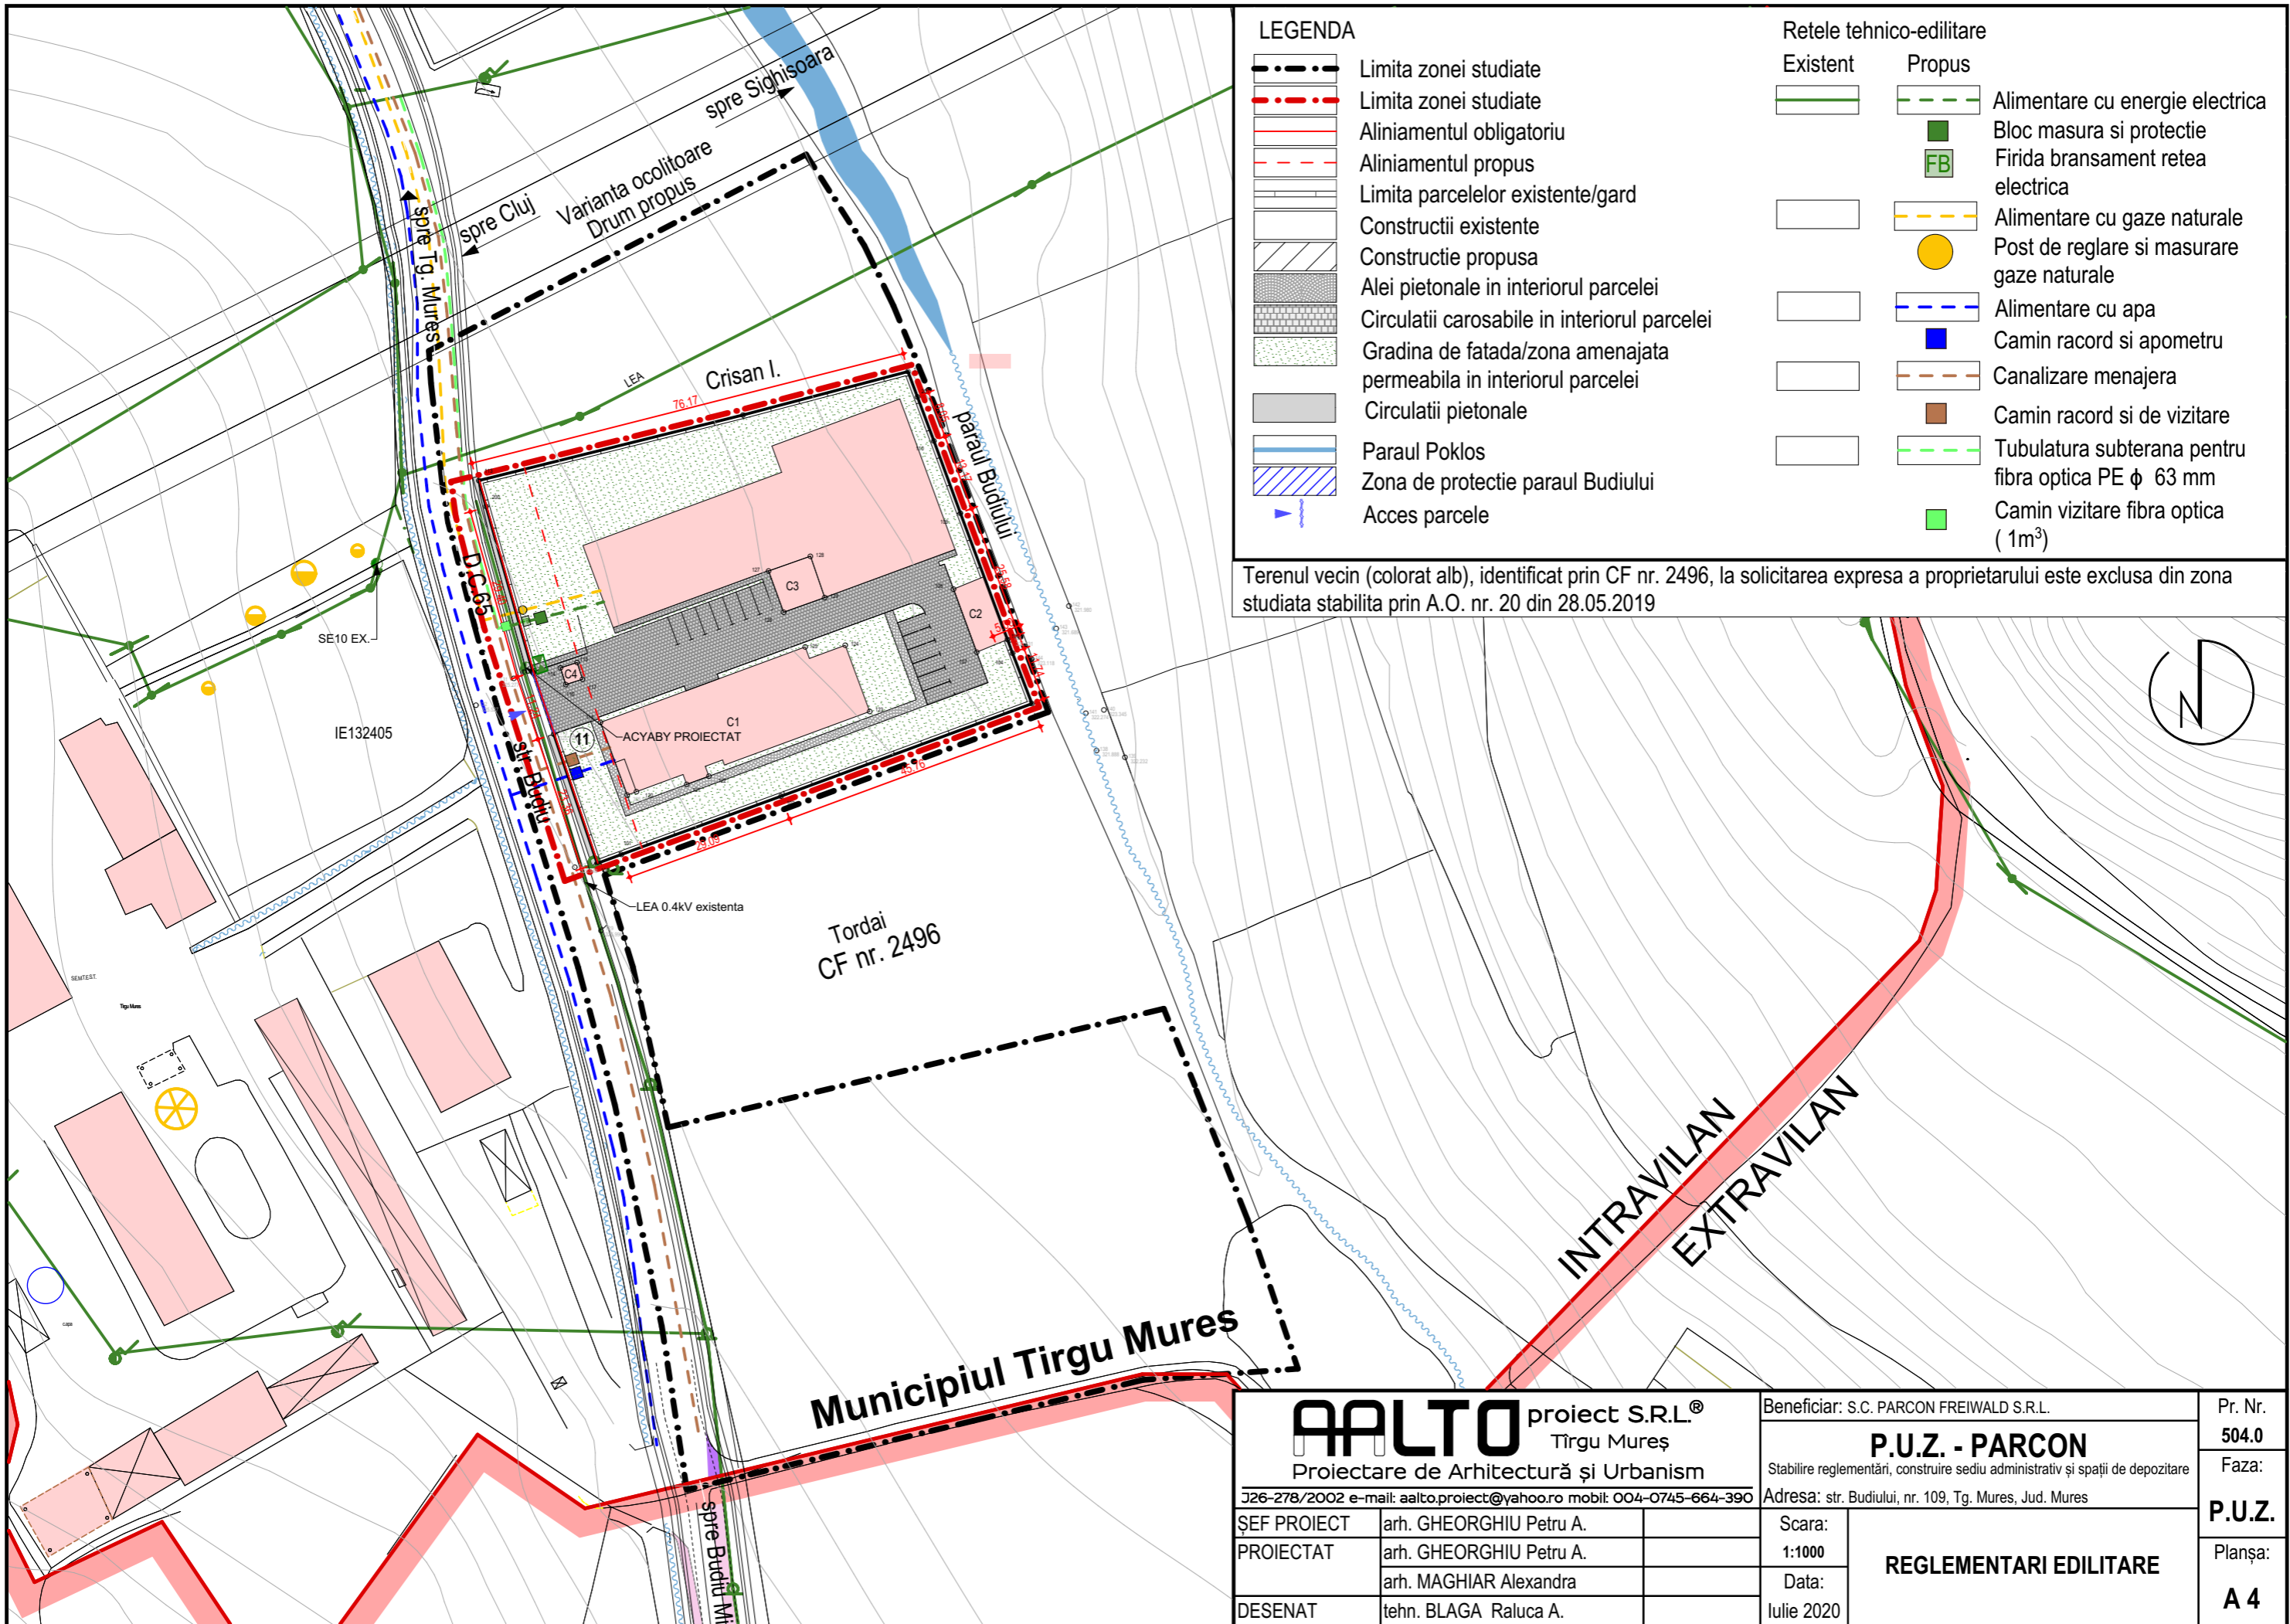 LEGENDA
Limita zonei studiate
Limita zonei studiate
Aliniamentul obligatoriu
Aliniamentul propus
Limita parcelelor existente/gard
Constructii existente
Constructie propusa
Alei pietonale in interiorul parcelei
Circulatii carosabile in interiorul parcelei
Gradina de fatada/zona amenajata
permeabila in interiorul parcelei
Circulatii pietonale
Paraul Poklos
Zona de protectie paraul Budiului
Acces parcele
Retele tehnico-edilitare
Existent Propus
Alimentare cu energie electrica
Bloc masura si protectie
FB Firida bransament retea
electrica
Alimentare cu gaze naturale
Post de reglare si masurare
gaze naturale
Alimentare cu apa
Camin racord si apometru
Canalizare menajera
Camin racord si de vizitare
Tubulatura subterana pentru
fibra optica PE ϕ 63 mm
Camin vizitare fibra optica
( 1m³)
Terenul vecin (colorat alb), identificat prin CF nr. 2496, la solicitarea expresa a proprietarului este exclusa din zona
studiata stabilita prin A.O. nr. 20 din 28.05.2019
spre Sighisoara
Varianta ocolitoare
Drum propus
spre Cluj
spre Tg. Mures
LEA
Crisan I.
76.17
paraul Budiului
D.C.65
SE10 EX.
IE132405
C3
C2
C4
C1
11
ACYABY PROIECTAT
str. Budiu
45.76
29.09
LEA 0.4kV existenta
Tordai
CF nr. 2496
SEMTEST
Tirgu Mures
INTRAVILAN
EXTRAVILAN
Municipiul Tirgu Mures
spre Budiu Mi
N
AALTO proiect S.R.L.®
Tîrgu Mureș
Proiectare de Arhitectură și Urbanism
J26-278/2002 e-mail: aalto.proiect@yahoo.ro mobil: 004-0745-664-390
Beneficiar: S.C. PARCON FREIWALD S.R.L.
P.U.Z. - PARCON
Stabilire reglementări, construire sediu administrativ și spații de depozitare
Adresa: str. Budiului, nr. 109, Tg. Mures, Jud. Mures
Pr. Nr.
504.0
Faza:
P.U.Z.
Planșa:
A 4
ȘEF PROIECT arh. GHEORGHIU Petru A.
PROIECTAT arh. GHEORGHIU Petru A.
arh. MAGHIAR Alexandra
DESENAT tehn. BLAGA Raluca A.
Scara:
1:1000
Data:
Iulie 2020
REGLEMENTARI EDILITARE